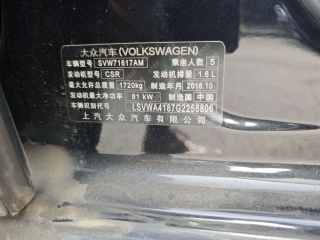 大众汽车(VOLKSWAGEN)
车辆型号 SVW71617AM 乘坐人数 5
发动机型号 CSR 发动机排量 1.6 L
最大允许总质量 1720kg 制造年月 2016.10
发动机最大净功率 81 kW 制造国 中国
车辆识别代号 LSVWA4187G2258806
上汽大众汽车有限公司